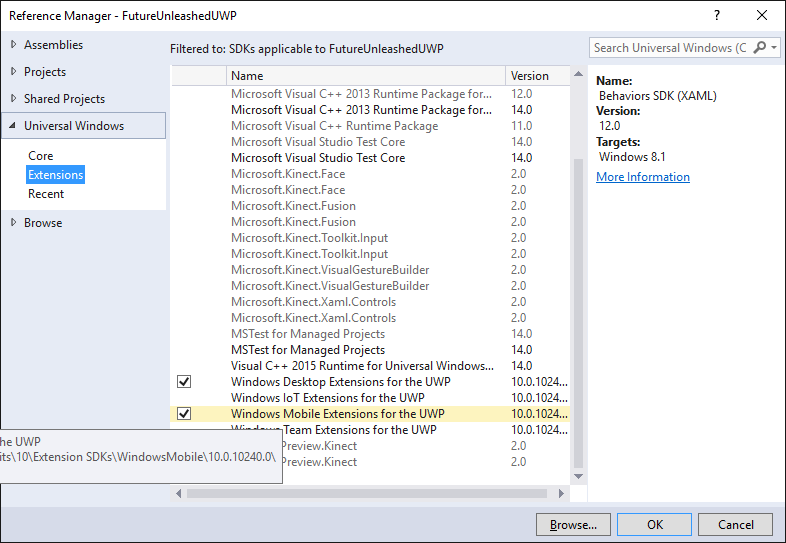 Reference Manager - FutureUnleashedUWP
Assemblies
Projects
Shared Projects
Universal Windows
Core
Extensions
Recent
Browse
Filtered to: SDKs applicable to FutureUnleashedUWP
Name Version
Microsoft Visual C++ 2013 Runtime Package for... 12.0
Microsoft Visual C++ 2013 Runtime Package for... 14.0
Microsoft Visual C++ Runtime Package 11.0
Microsoft Visual Studio Test Core 14.0
Microsoft Visual Studio Test Core 14.0
Microsoft.Kinect.Face 2.0
Microsoft.Kinect.Face 2.0
Microsoft.Kinect.Fusion 2.0
Microsoft.Kinect.Fusion 2.0
Microsoft.Kinect.Toolkit.Input 2.0
Microsoft.Kinect.Toolkit.Input 2.0
Microsoft.Kinect.VisualGestureBuilder 2.0
Microsoft.Kinect.VisualGestureBuilder 2.0
Microsoft.Kinect.Xaml.Controls 2.0
Microsoft.Kinect.Xaml.Controls 2.0
MSTest for Managed Projects 14.0
MSTest for Managed Projects 14.0
Visual C++ 2015 Runtime for Universal Windows... 14.0
Windows Desktop Extensions for the UWP 10.0.1024...
Windows IoT Extensions for the UWP 10.0.1024...
Windows Mobile Extensions for the UWP 10.0.1024...
Windows Team Extensions for the UWP 10.0.1024...
Preview.Kinect 2.0
Preview.Kinect 2.0
he UWP
its\10\Extension SDKs\WindowsMobile\10.0.10240.0\
Search Universal Windows (C
Name:
Behaviors SDK (XAML)
Version:
12.0
Targets:
Windows 8.1
More Information
Browse...
OK
Cancel